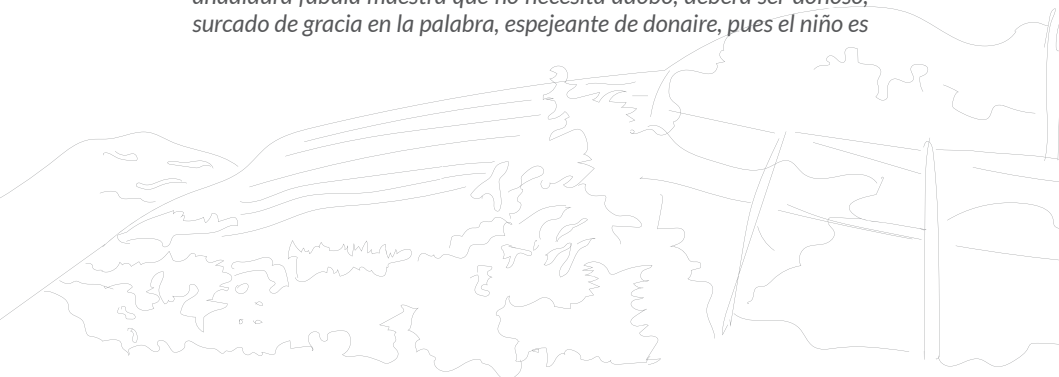 andadura fábula maestra que no necesita adobo, deberá ser donoso,
surcado de gracia en la palabra, espejeante de donaire, pues el niño es